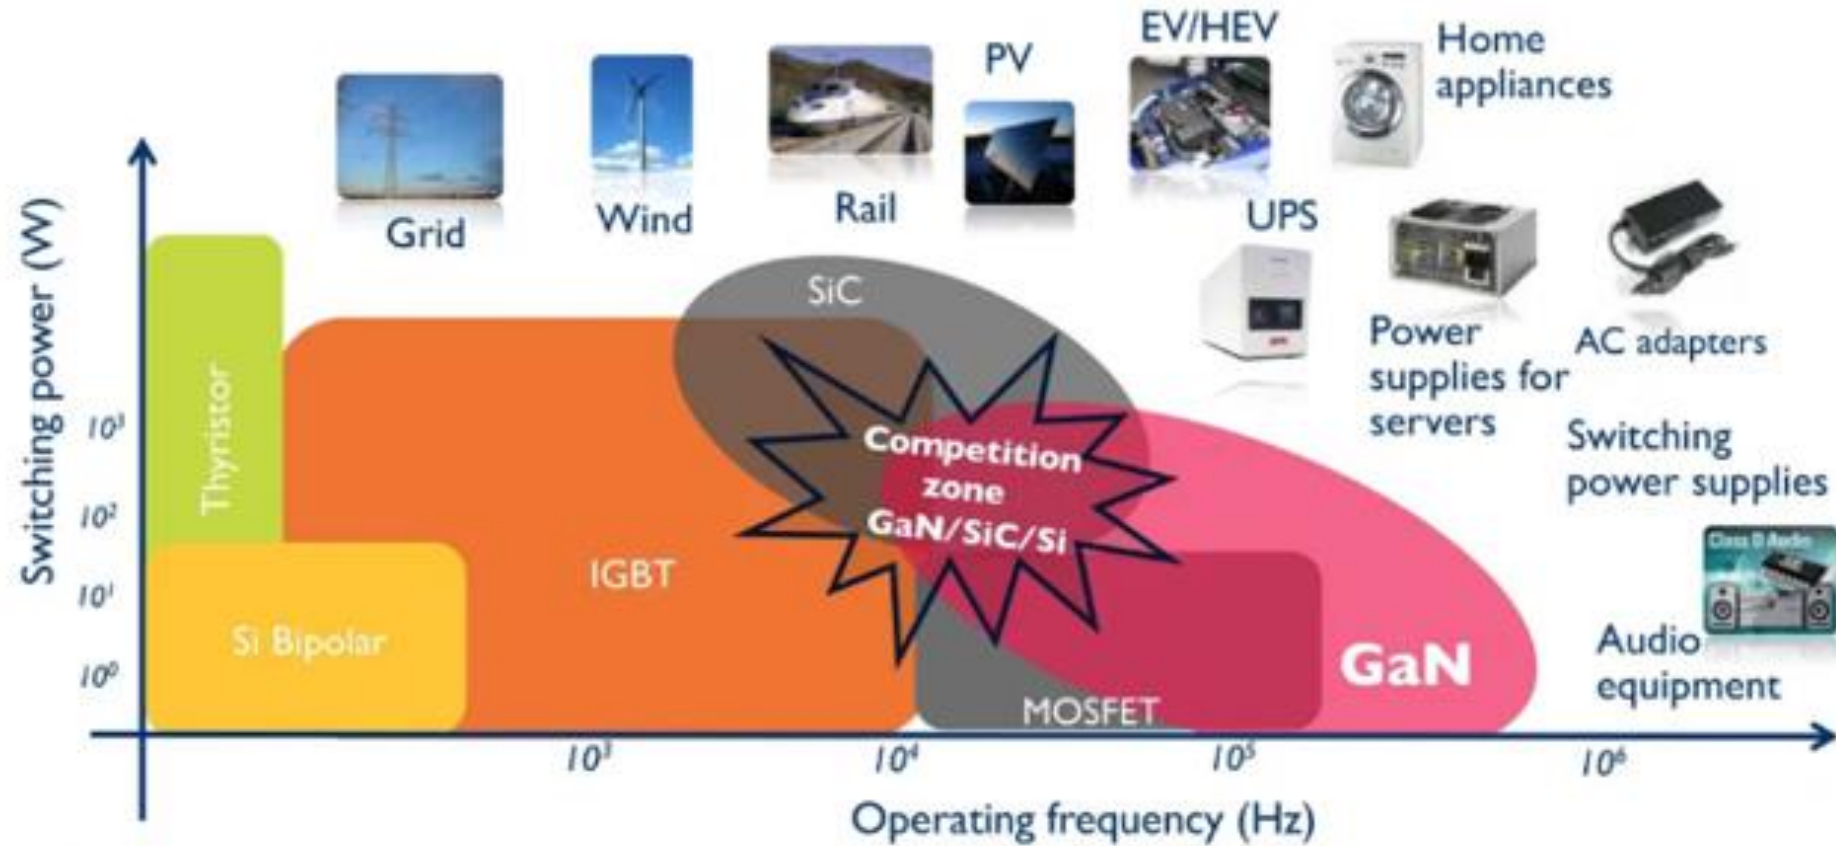 EV/HEV
Home
appliances
PV
Grid
Wind
Rail
UPS
Power
supplies for
servers
AC adapters
Switching
power supplies
Class D Audio
Audio
equipment
Switching power (W)
10³
10²
10¹
10⁰
Thyristor
Si Bipolar
IGBT
SiC
Competition
zone
GaN/SiC/Si
MOSFET
GaN
10³
10⁴
10⁵
10⁶
Operating frequency (Hz)